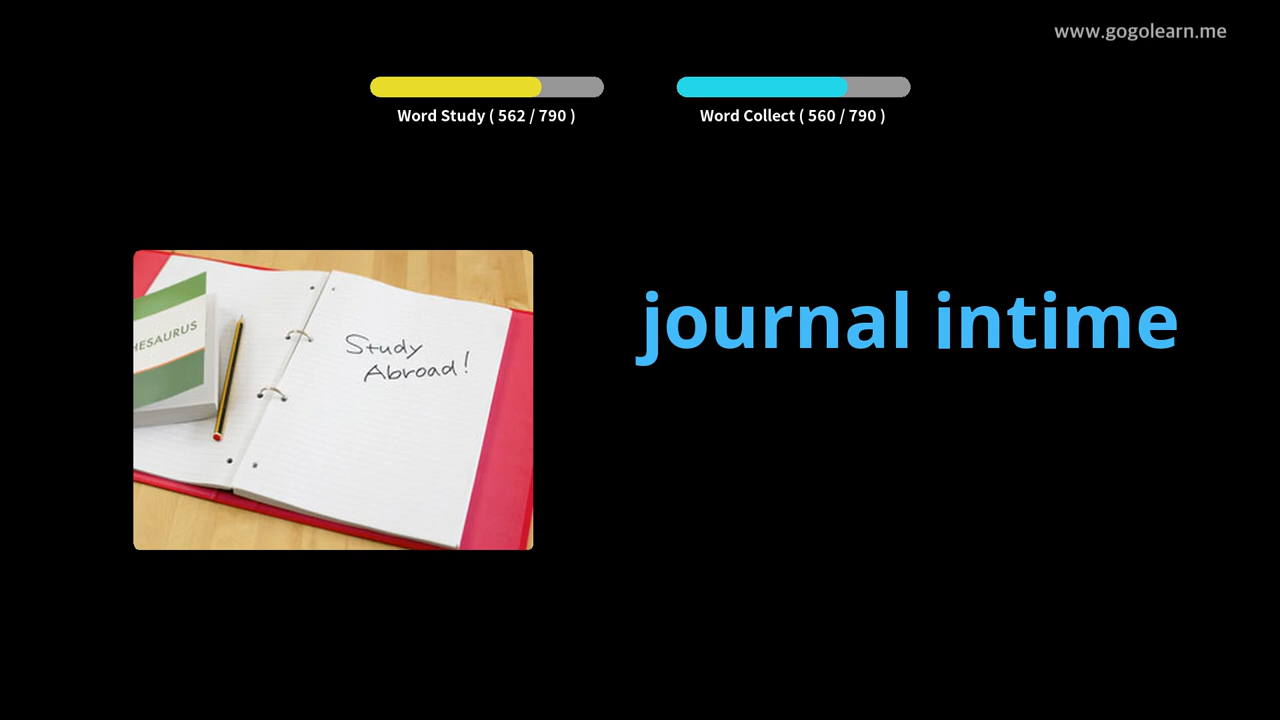 www.gogolearn.me
Word Study ( 562 / 790 )
Word Collect ( 560 / 790 )
journal intime
HESAURUS
Study
Abroad!